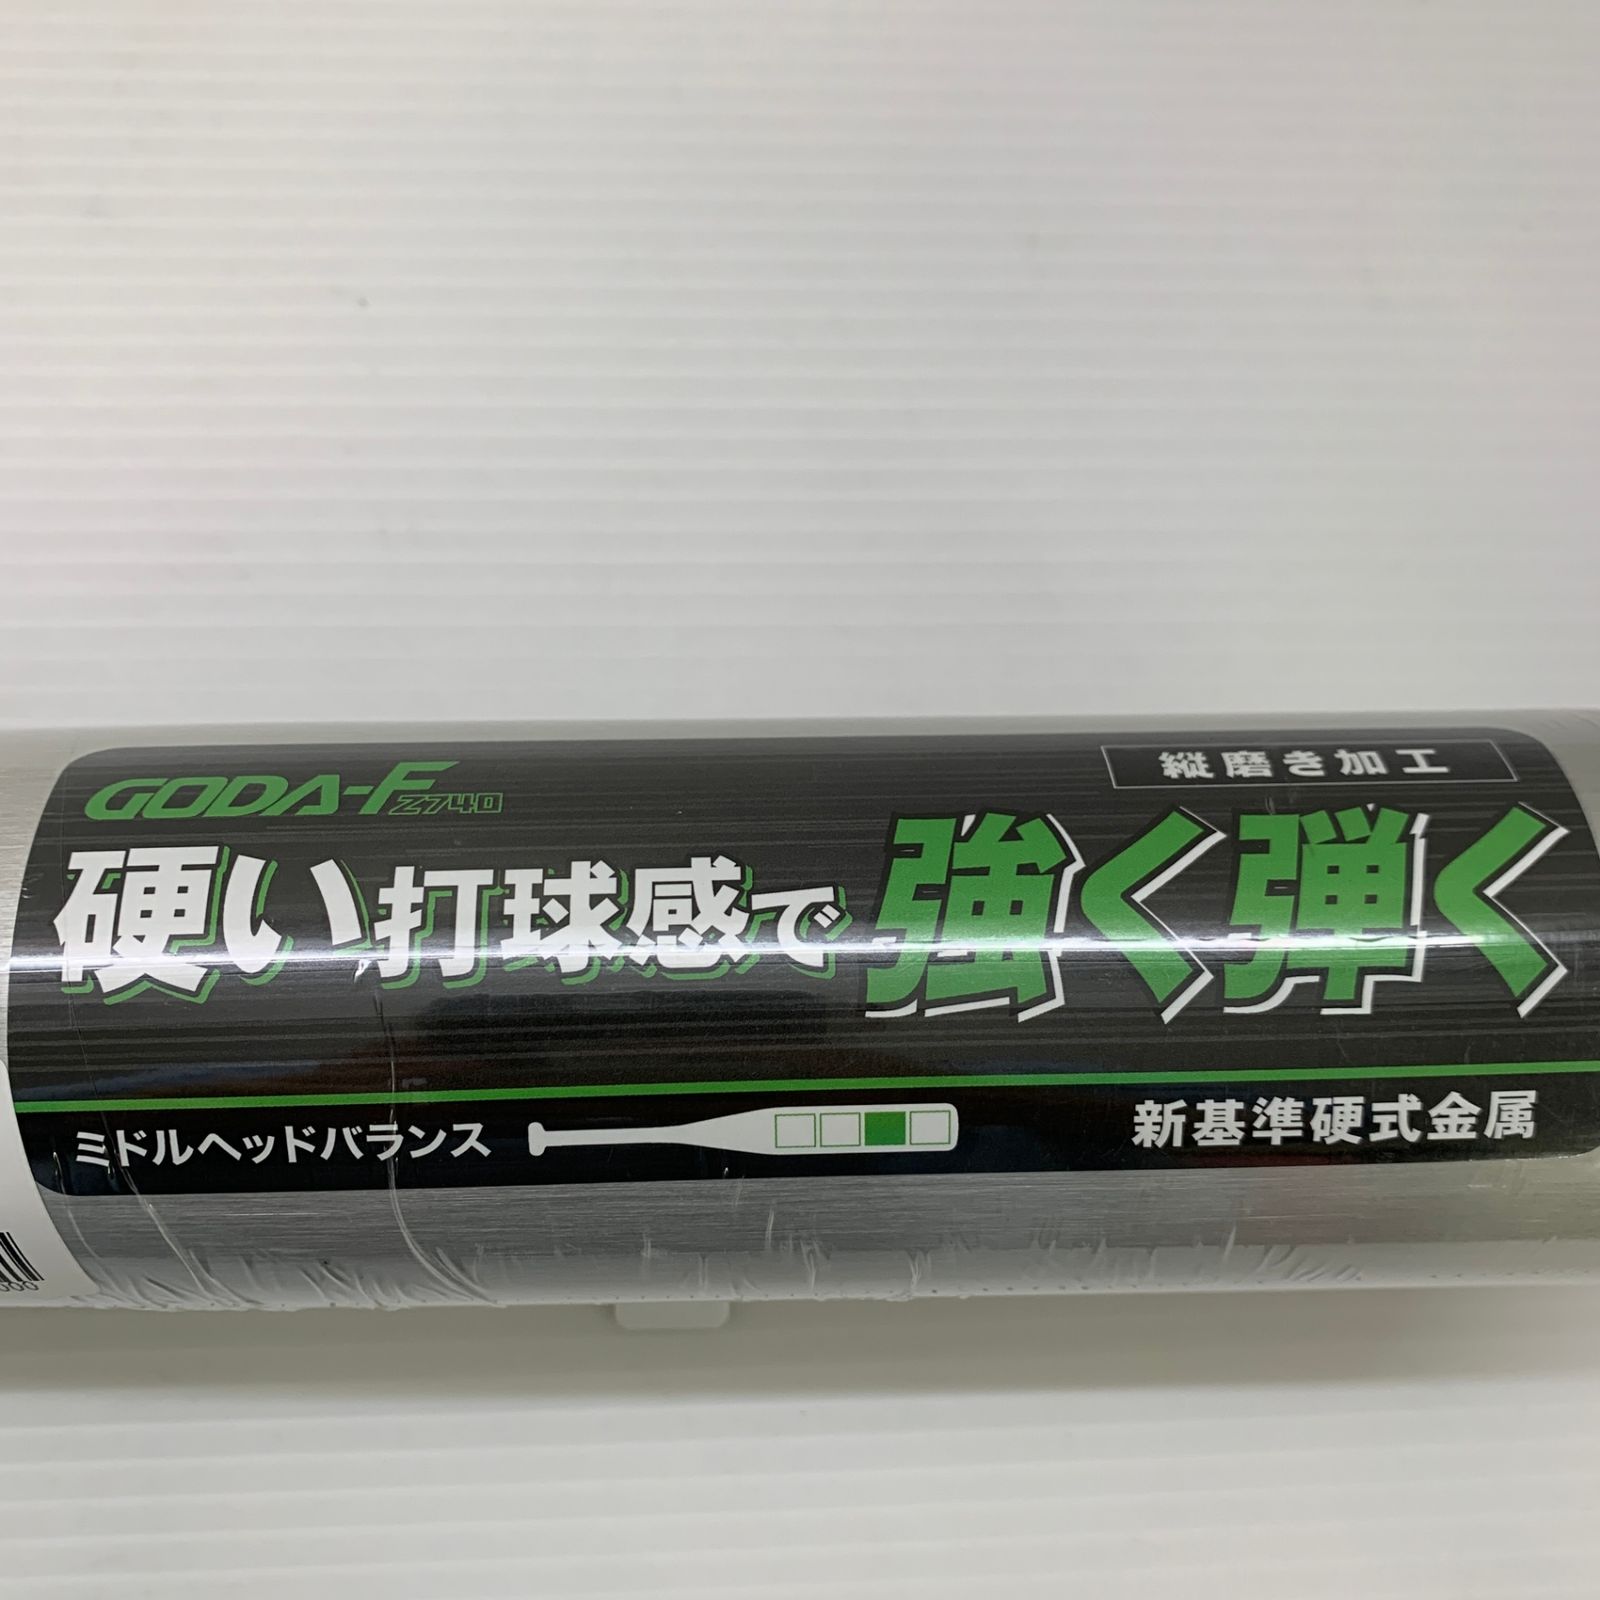 GODA-F Z740
縦磨き加工
硬い打球感で強く弾く
ミドルヘッドバランス
新基準硬式金属
000